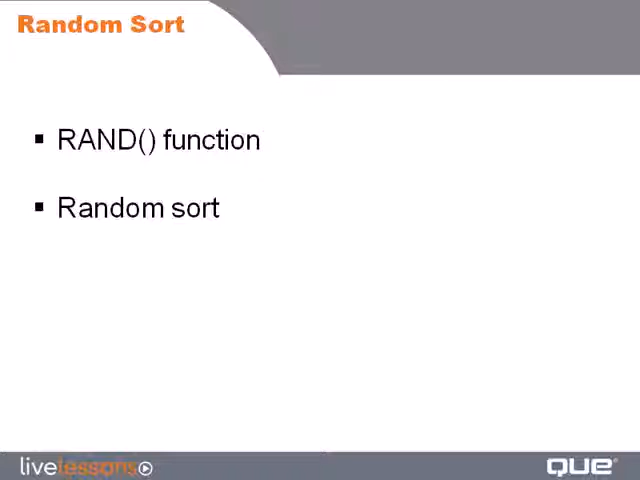 Random Sort
▪ RAND() function
▪ Random sort
livelessons
que®